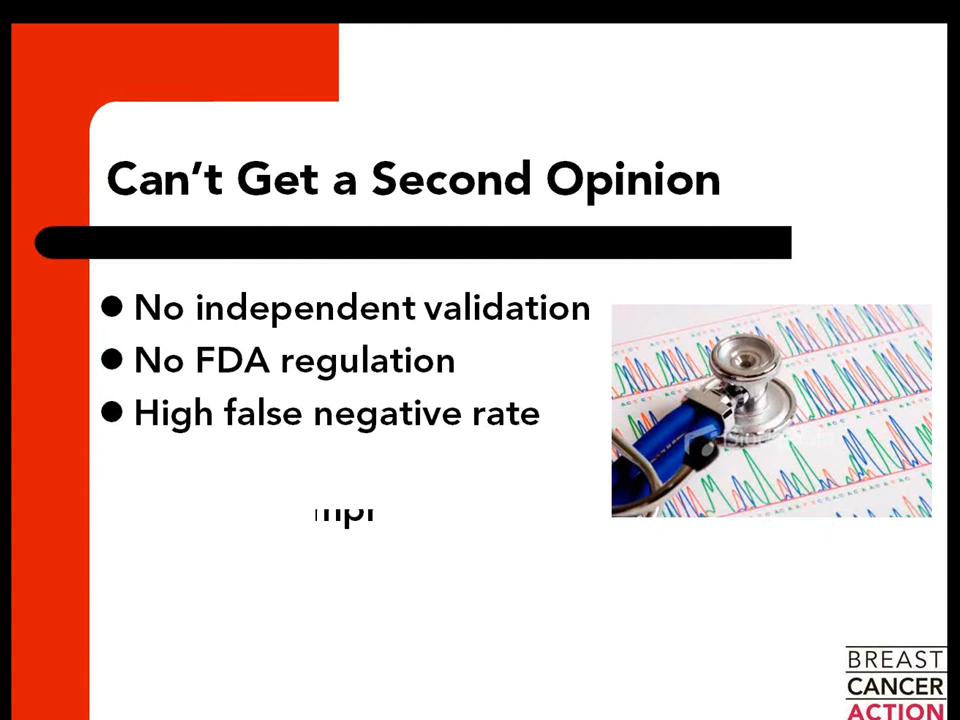 Can't Get a Second Opinion
No independent validation
No FDA regulation
High false negative rate
BREAST
CANCER
ACTION